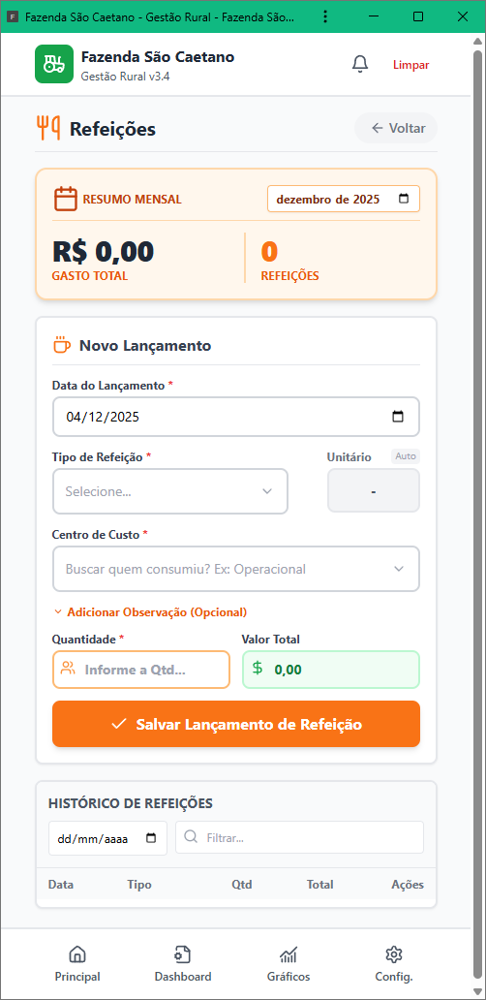 F Fazenda São Caetano - Gestão Rural - Fazenda São...
Fazenda São Caetano
Gestão Rural v3.4
Limpar
Refeições
Voltar
RESUMO MENSAL
dezembro de 2025
R$ 0,00
GASTO TOTAL
0
REFEIÇÕES
Novo Lançamento
Data do Lançamento *
04/12/2025
Tipo de Refeição *
Selecione...
Unitário
Auto
-
Centro de Custo *
Buscar quem consumiu? Ex: Operacional
Adicionar Observação (Opcional)
Quantidade *
Informe a Qtd...
Valor Total
$ 0,00
Salvar Lançamento de Refeição
HISTÓRICO DE REFEIÇÕES
dd/mm/aaaa
Filtrar...
Data Tipo Qtd Total Ações
Principal Dashboard Gráficos Config.